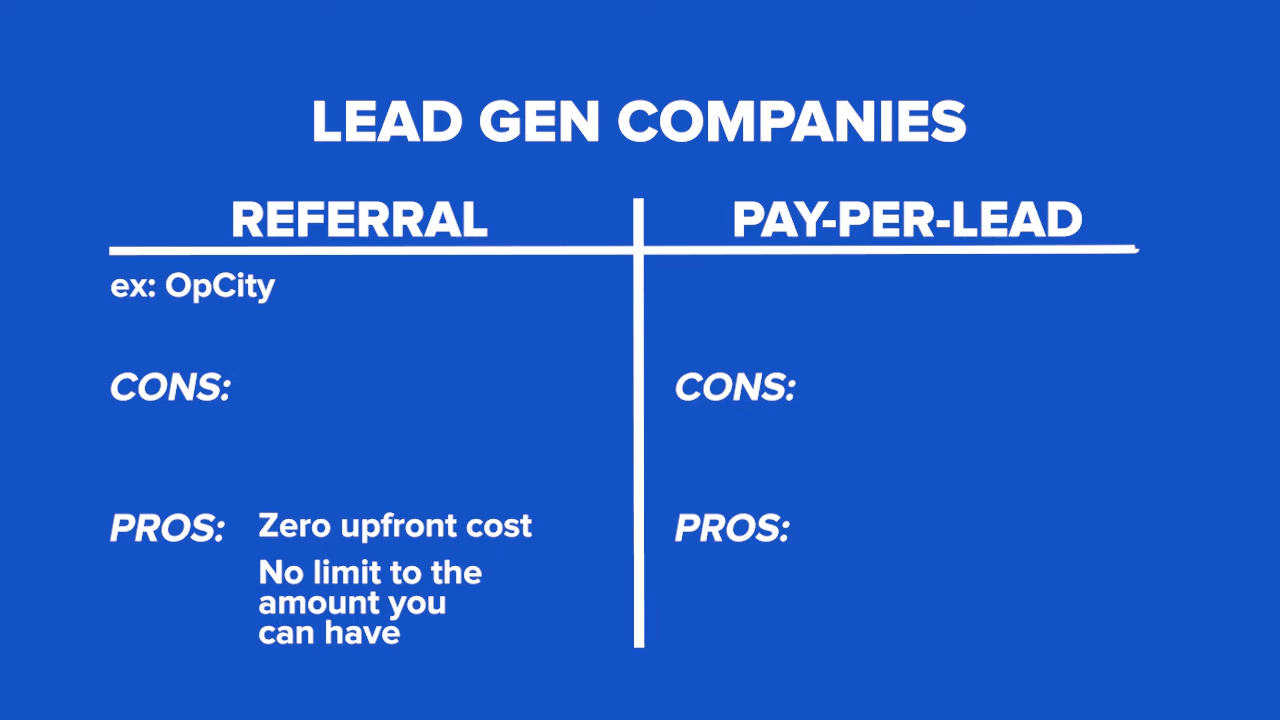 LEAD GEN COMPANIES
REFERRAL
ex: OpCity
CONS:
PROS: Zero upfront cost
No limit to the
amount you
can have
PAY-PER-LEAD
CONS:
PROS: